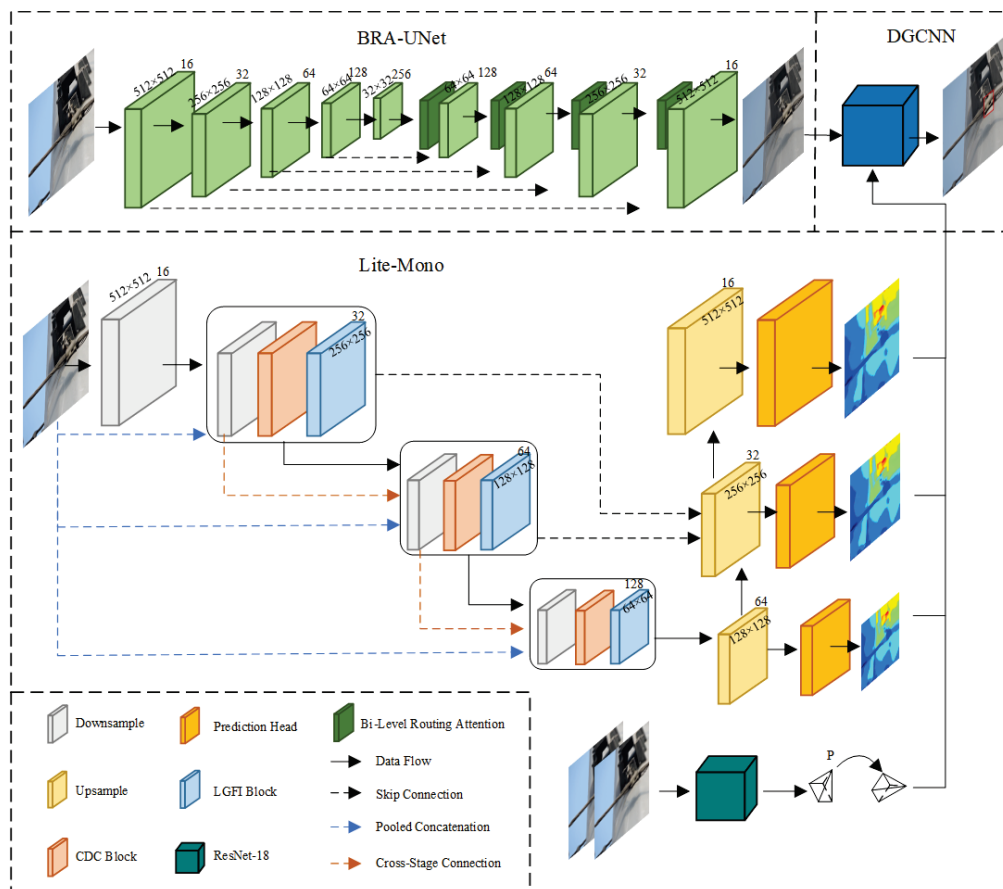 BRA-UNet
DGCNN
512×512
16
256×256
32
128×128
64
64×64
128
32×32
256
64×64
128
128×128
64
256×256
32
512×512
16
Lite-Mono
512×512
16
32
256×256
64
128×128
128
64×64
16
512×512
32
256×256
64
128×128
P
Downsample
Prediction Head
Bi-Level Routing Attention
Data Flow
Upsample
LGFI Block
Skip Connection
Pooled Concatenation
CDC Block
ResNet-18
Cross-Stage Connection